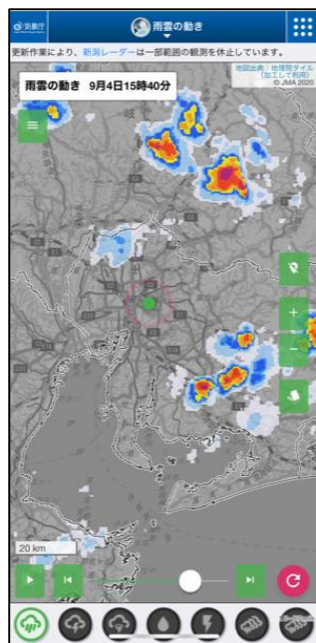 気象庁
雨雲の動き
更新作業により、新潟レーダーは一部範囲の観測を休止しています。
地図出典:地理院タイル
(加工して利用)
© JMA 2020
雨雲の動き 9月4日15時40分
20 km